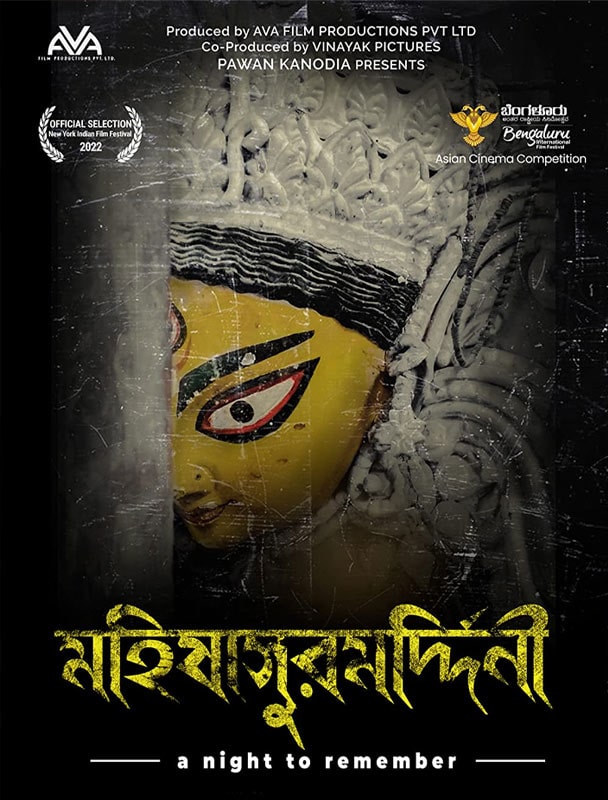 AVA
FILM PRODUCTIONS PVT. LTD.
Produced by AVA FILM PRODUCTIONS PVT LTD
Co-Produced by VINAYAK PICTURES
PAWAN KANODIA PRESENTS
OFFICIAL SELECTION
New York Indian Film Festival
2022
ಬೆಂಗಳೂರು
ಅಂತರ ರಾಷ್ಟ್ರೀಯ ಸಿನಿಮೋತ್ಸವ
Bengaluru
International
Film Festival
Asian Cinema Competition
মহিষাসুরমর্দ্দিনী
a night to remember